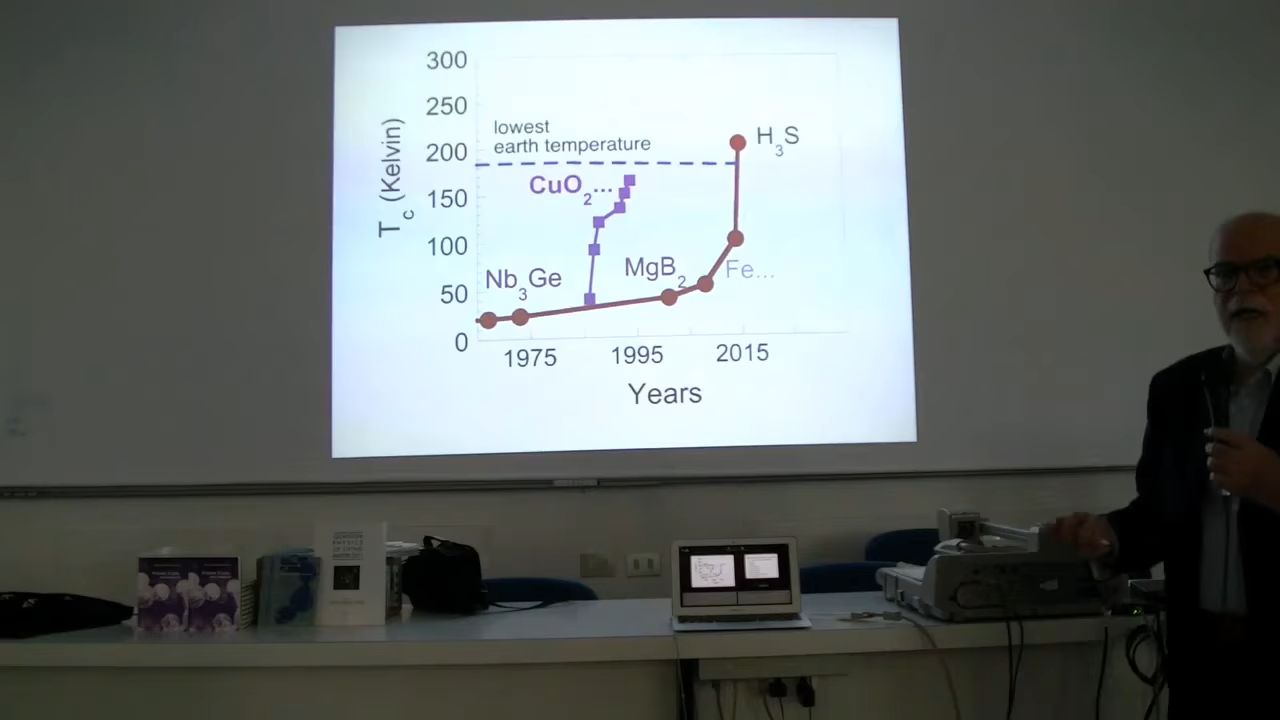 300
250
200
150
100
50
0
T_c (Kelvin)
lowest
earth temperature
H₃S
CuO₂...
Nb₃Ge
MgB₂
Fe...
1975 1995 2015
Years